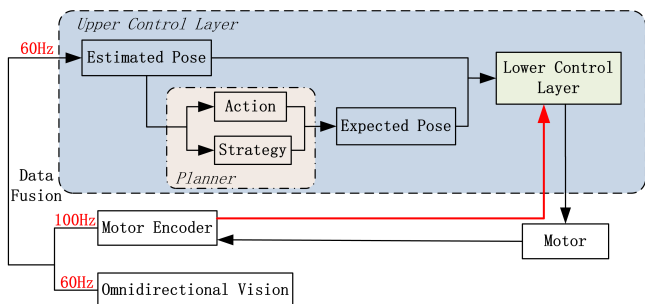 Upper Control Layer
60Hz
Estimated Pose
Lower Control
Layer
Action
Expected Pose
Strategy
Planner
Data
Fusion
100Hz
Motor Encoder
Motor
60Hz
Omnidirectional Vision